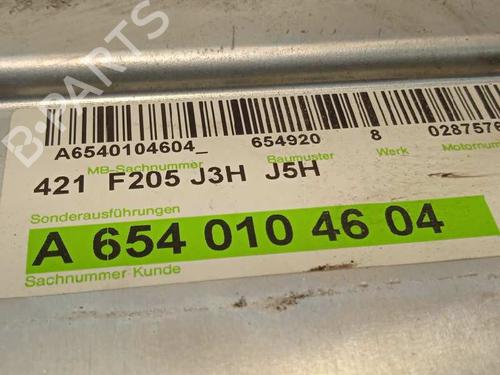 B-PARTS
A6540104604_ 654920 8 0287576
MB-Sachnummer Baumuster Werk
421 F205 J3H J5H
Sonderausführungen
A 654 010 46 04
Sachnummer Kunde